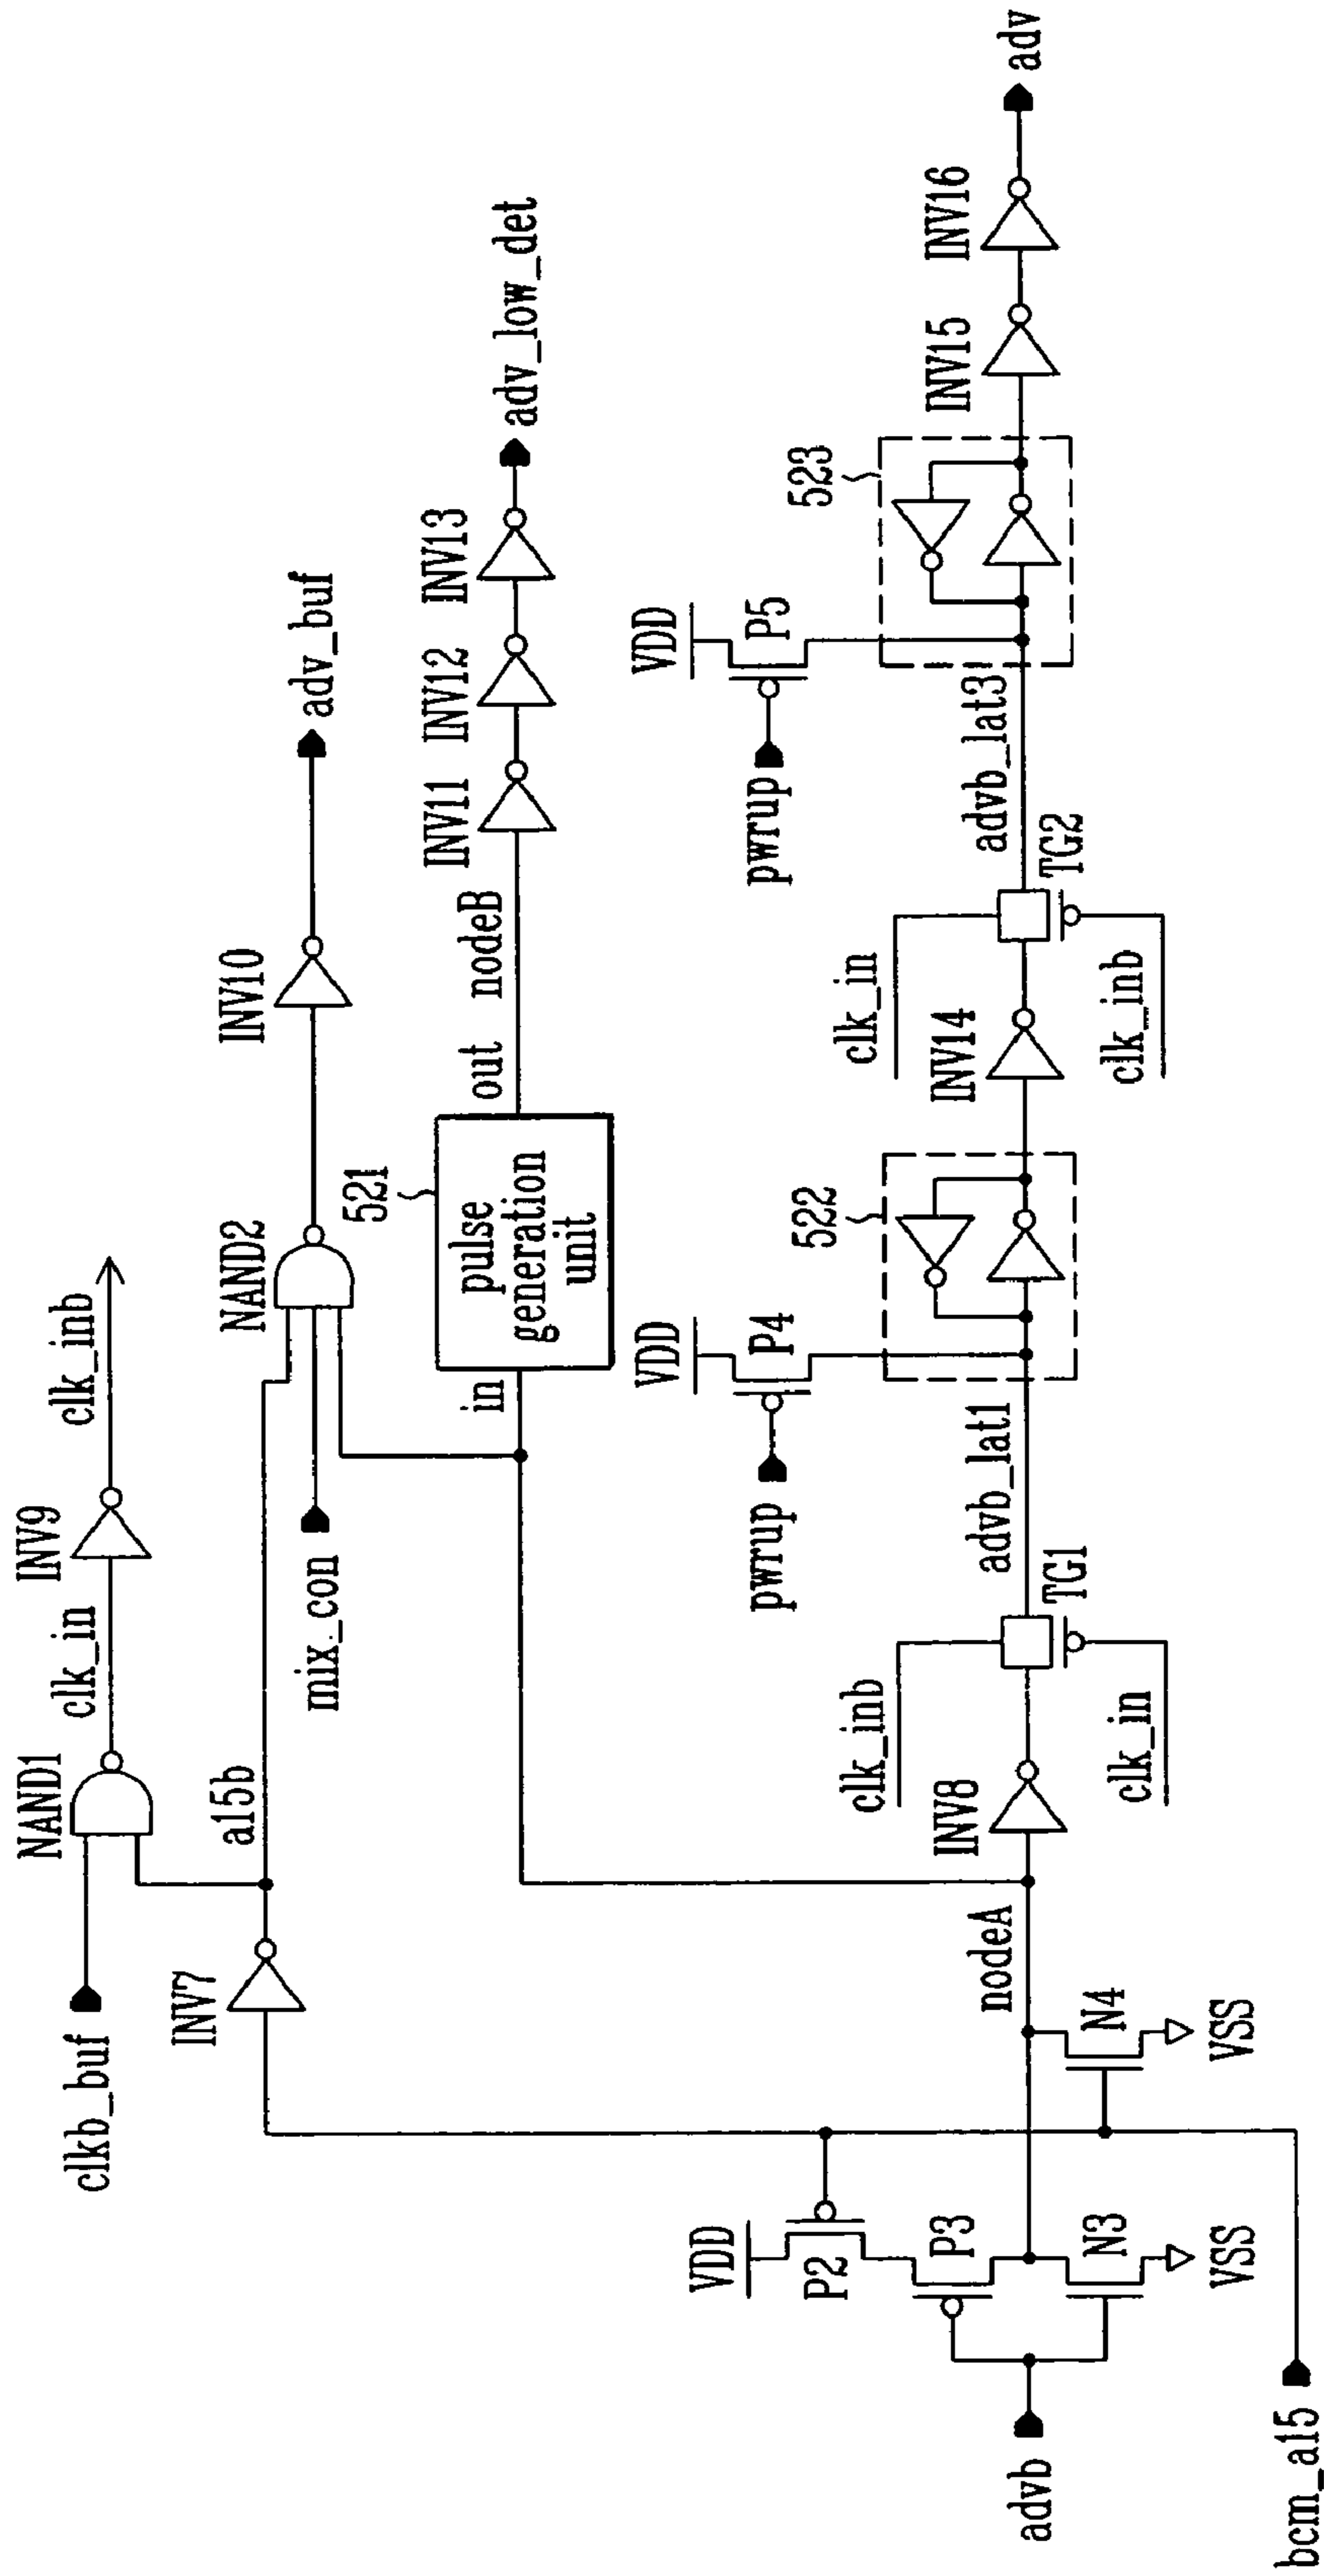 clkb_buf
NAND1
clk_in
INV9
clk_inb
INV7
a15b
mix_con
NAND2
INV10
adv_buf
in
521
pulse
generation
unit
out
nodeB
INV11
INV12
INV13
adv_low_det
VDD
P2
P3
N3
VSS
advb
bcm_a15
N4
VSS
nodeA
INV8
clk_inb
clk_in
TG1
advb_lat1
pwrup
VDD
P4
522
INV14
clk_in
clk_inb
TG2
advb_lat3
pwrup
VDD
P5
523
INV15
INV16
adv